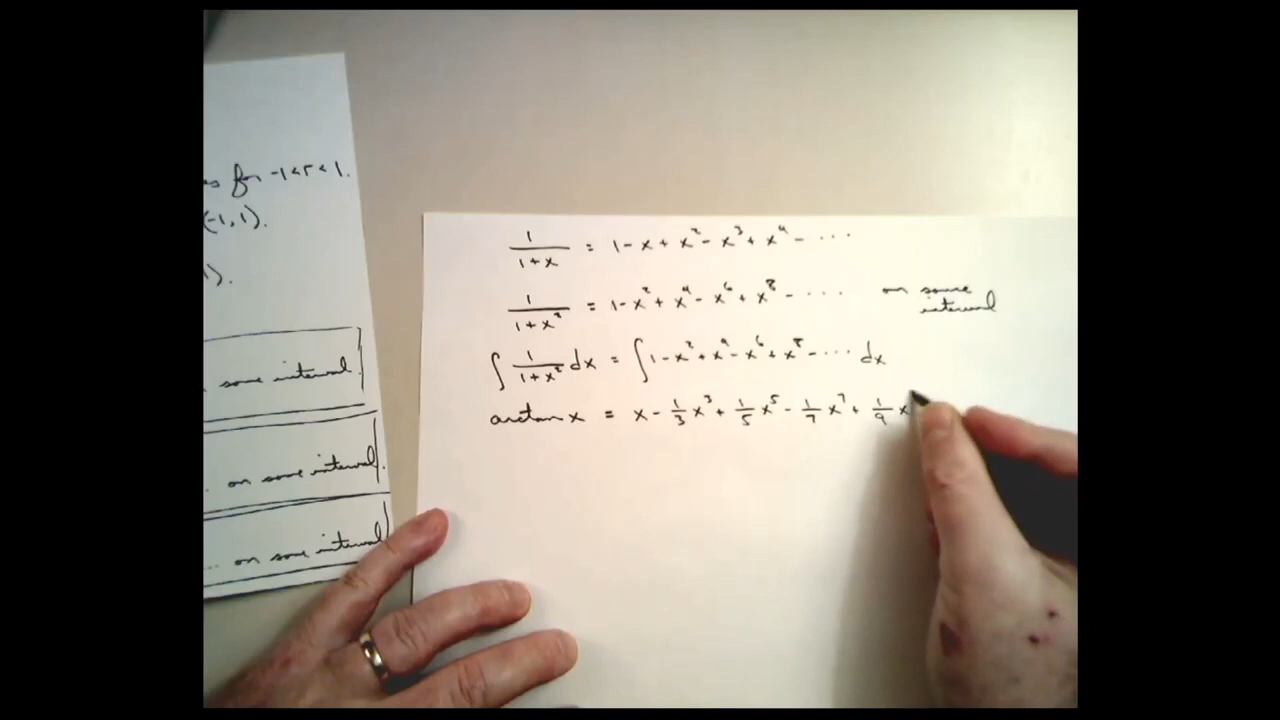 es for -1<r<1.
(-1,1).
1).
on some interval
.. on some interval.
... on some interval
1/(1+x) = 1 - x + x² - x³ + x⁴ - ....
1/(1+x²) = 1 - x² + x⁴ - x⁶ + x⁸ - .... on some interval
∫ 1/(1+x²) dx = ∫ 1 - x² + x⁴ - x⁶ + x⁸ - .... dx
arctan x = x - 1/3 x³ + 1/5 x⁵ - 1/7 x⁷ + 1/9 x